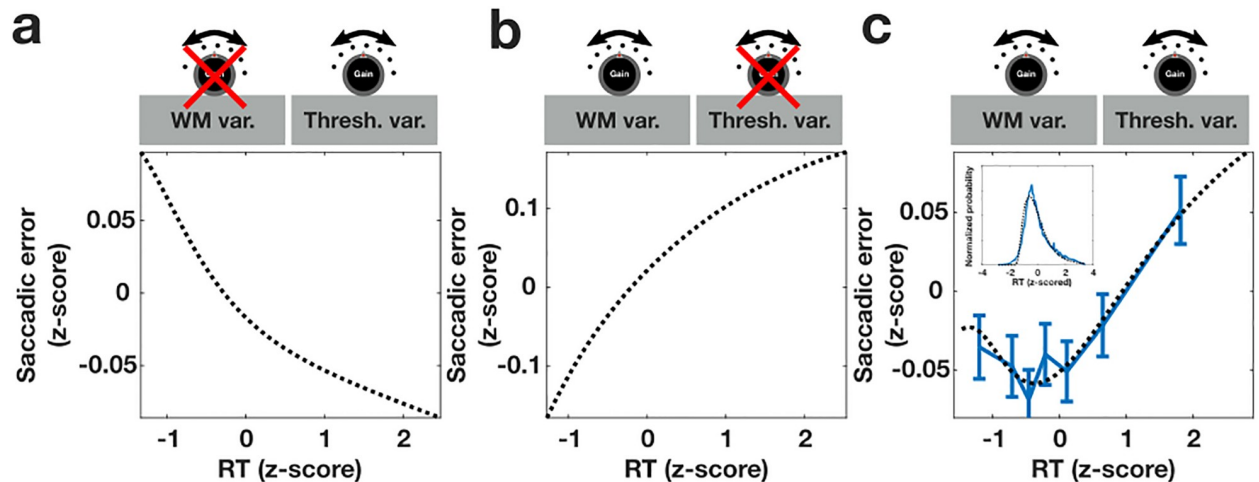 a
Gain
Gain
WM var.
Thresh. var.
Saccadic error
(z-score)
0.05
0
-0.05
-1
0
1
2
RT (z-score)
b
Gain
Gain
WM var.
Thresh. var.
Saccadic error
(z-score)
0.1
0
-0.1
-1
0
1
2
RT (z-score)
c
Gain
Gain
WM var.
Thresh. var.
Saccadic error
(z-score)
0.05
0
-0.05
-1
0
1
2
RT (z-score)
Normalized probability
-4
-2
0
2
4
RT (z-scored)